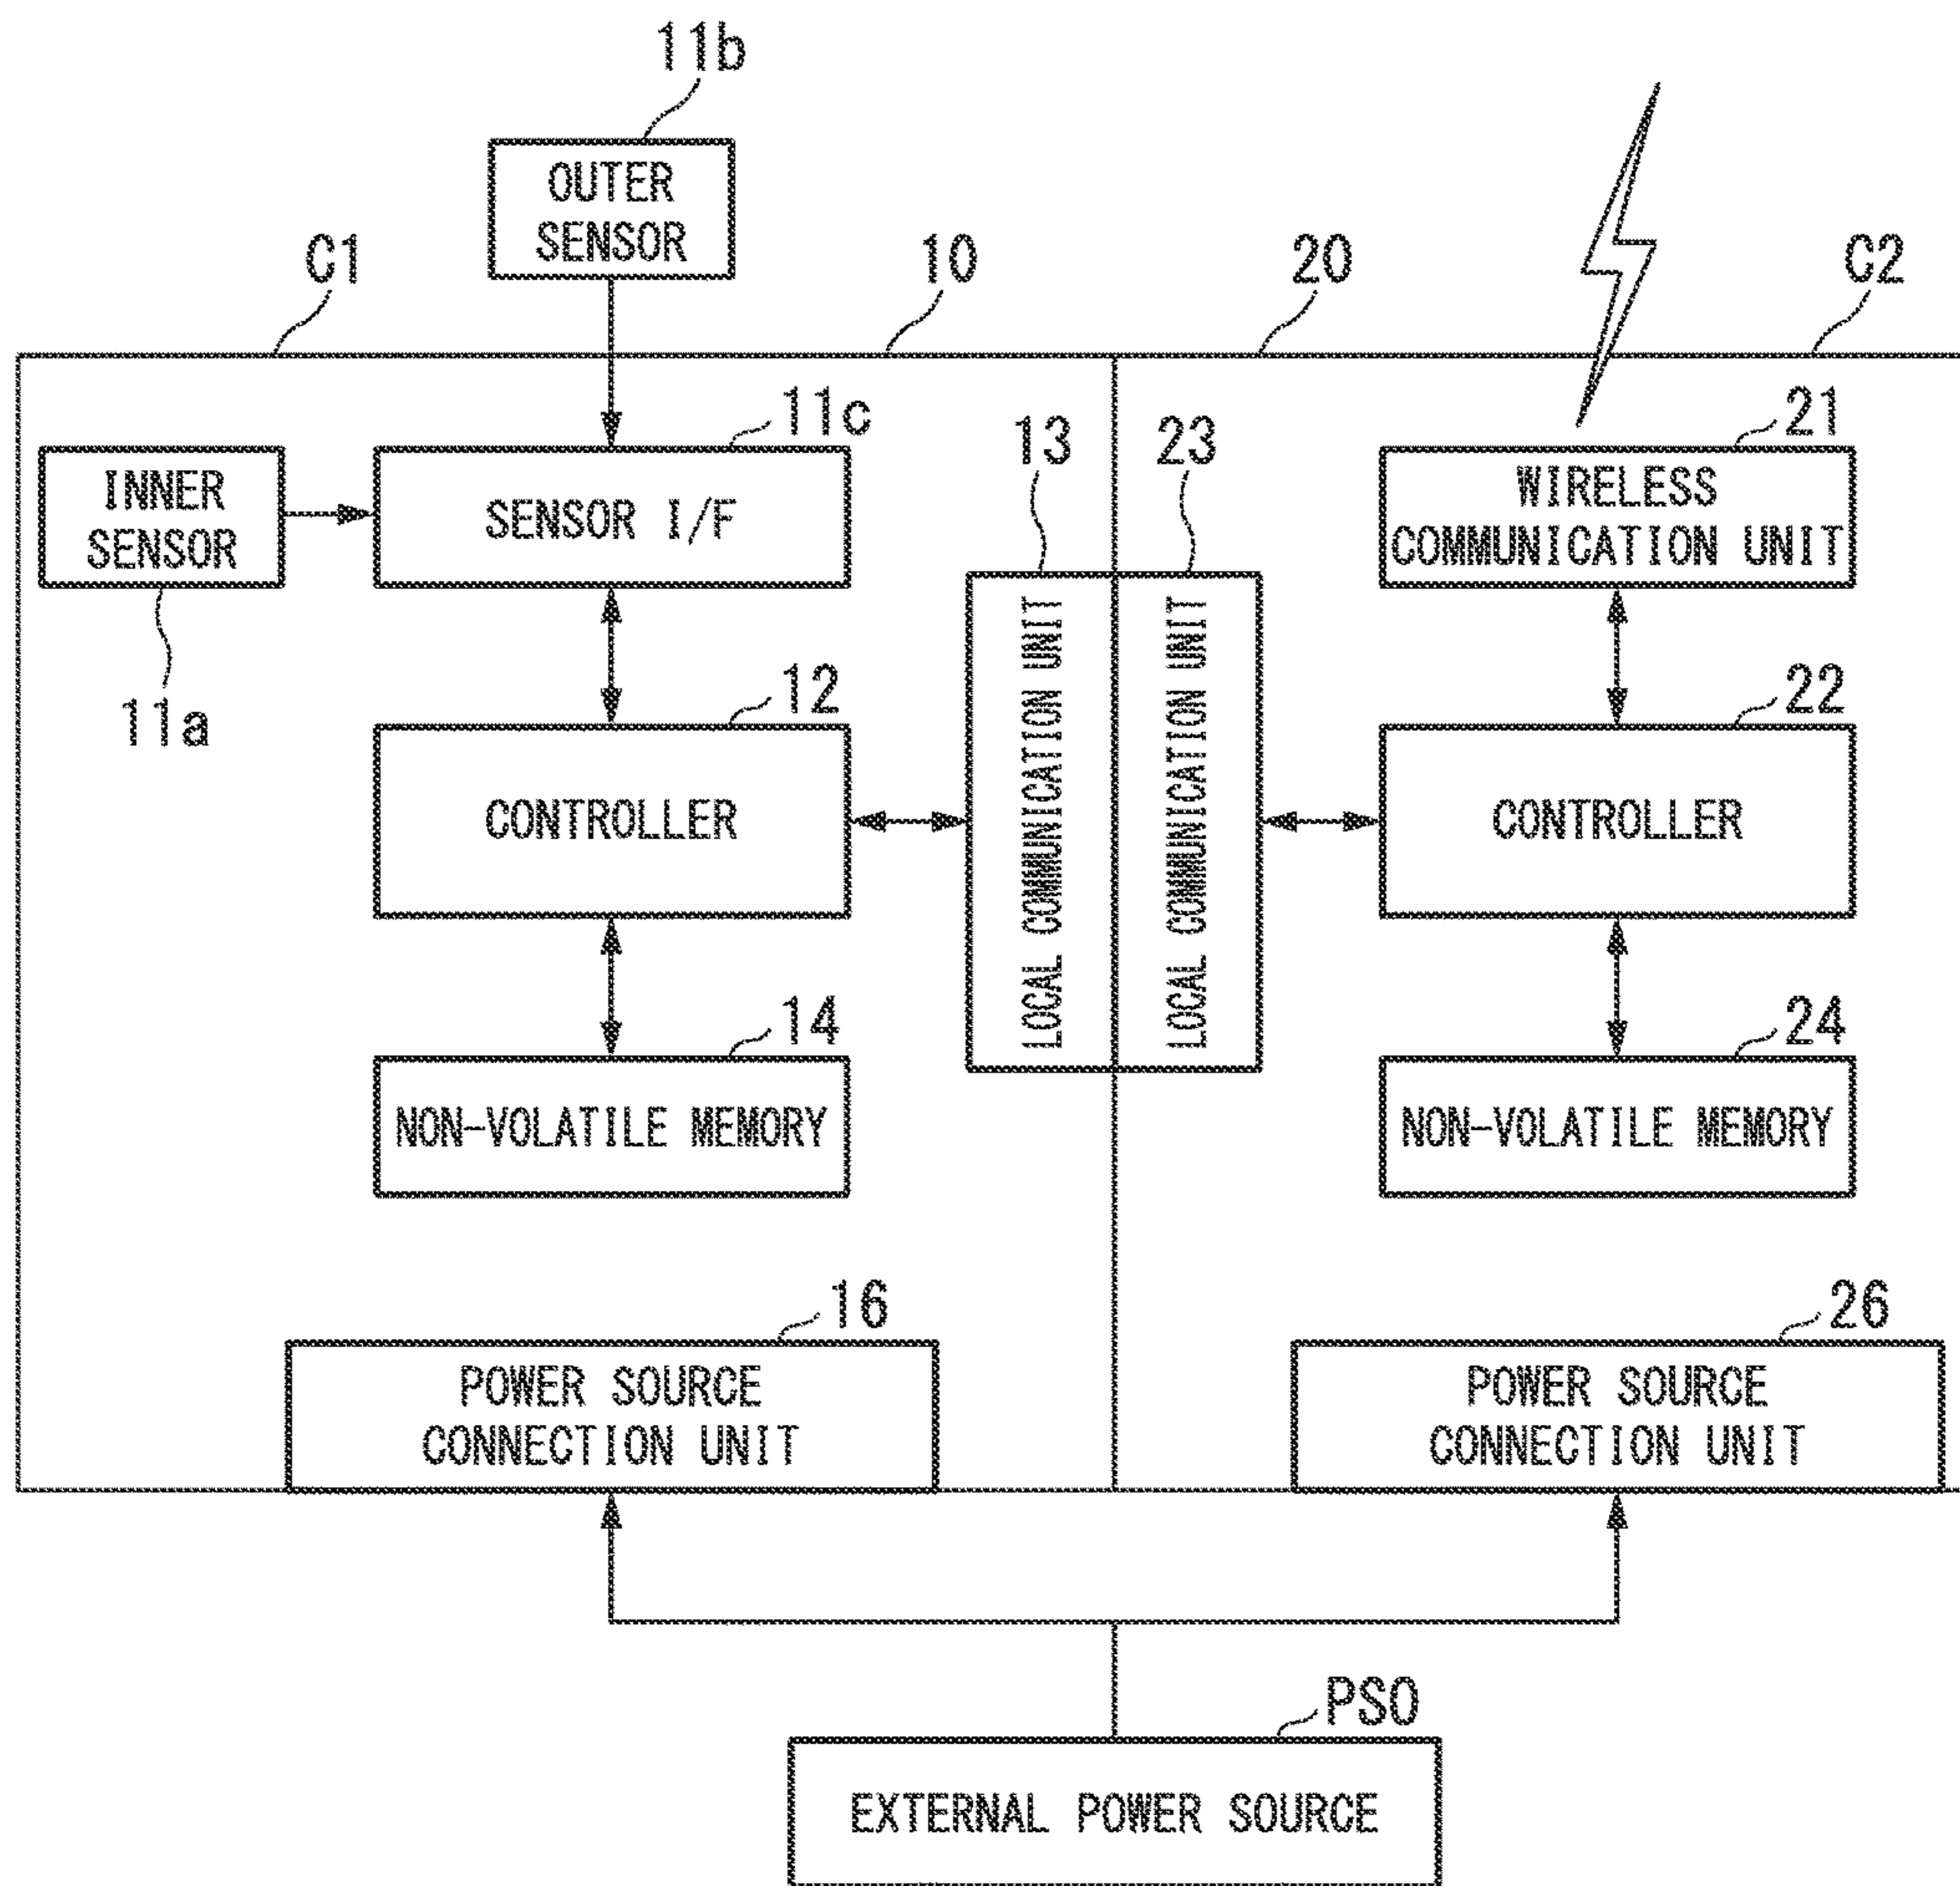 11b
OUTER
SENSOR
C1
10
20
C2
11c
21
INNER
SENSOR
SENSOR I/F
13
23
WIRELESS
COMMUNICATION UNIT
11a
12
22
CONTROLLER
LOCAL COMMUNICATION UNIT
LOCAL COMMUNICATION UNIT
CONTROLLER
14
24
NON-VOLATILE MEMORY
NON-VOLATILE MEMORY
16
26
POWER SOURCE
CONNECTION UNIT
POWER SOURCE
CONNECTION UNIT
PS0
EXTERNAL POWER SOURCE